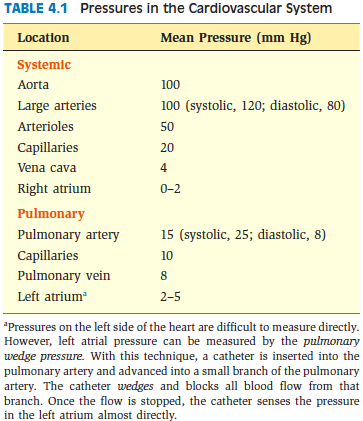 TABLE 4.1 Pressures in the Cardiovascular System
Location Mean Pressure (mm Hg)
Systemic
Aorta 100
Large arteries 100 (systolic, 120; diastolic, 80)
Arterioles 50
Capillaries 20
Vena cava 4
Right atrium 0–2
Pulmonary
Pulmonary artery 15 (systolic, 25; diastolic, 8)
Capillaries 10
Pulmonary vein 8
Left atriumᵃ 2–5
ᵃPressures on the left side of the heart are difficult to measure directly.
However, left atrial pressure can be measured by the pulmonary
wedge pressure. With this technique, a catheter is inserted into the
pulmonary artery and advanced into a small branch of the pulmonary
artery. The catheter wedges and blocks all blood flow from that
branch. Once the flow is stopped, the catheter senses the pressure
in the left atrium almost directly.